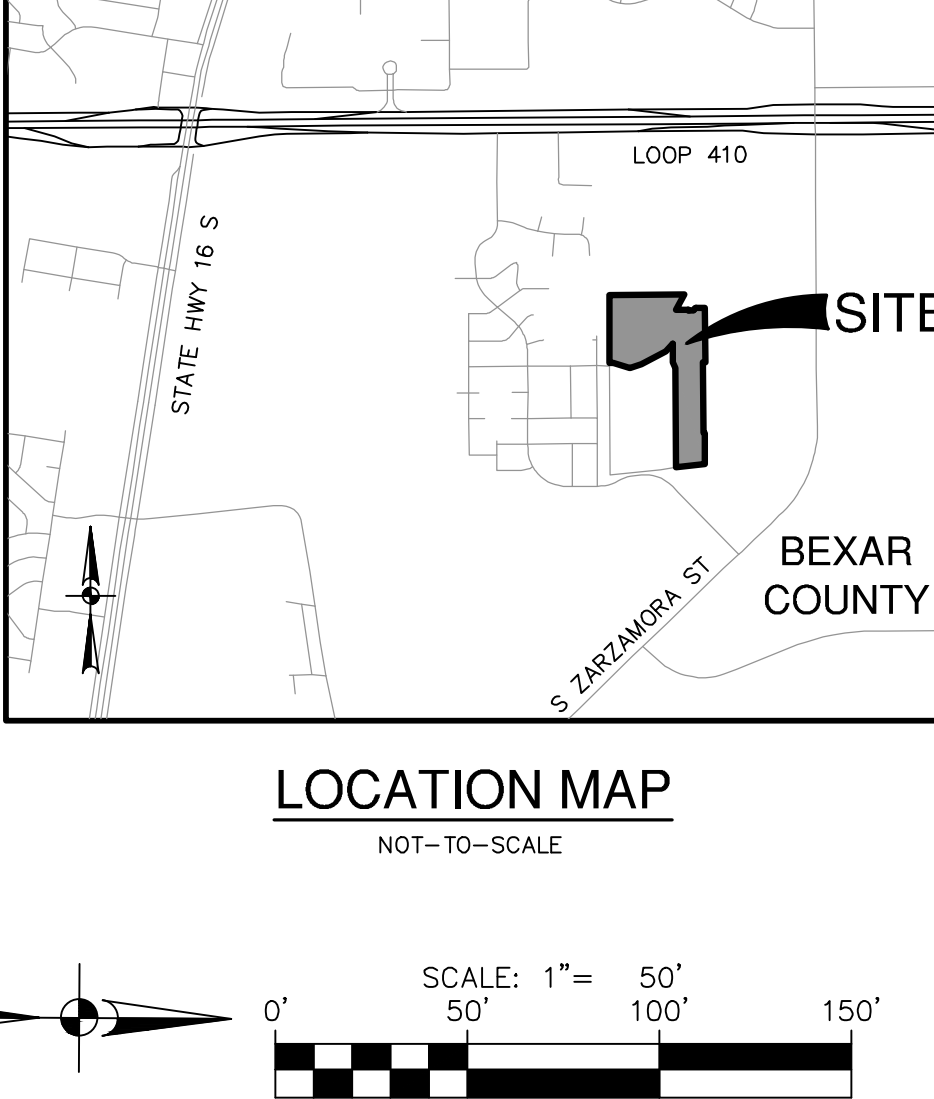 LOOP 410
STATE HWY 16 S
SITE
BEXAR
COUNTY
S ZARZAMORA ST
LOCATION MAP
NOT-TO-SCALE
SCALE: 1"= 50'
0' 50' 100' 150'